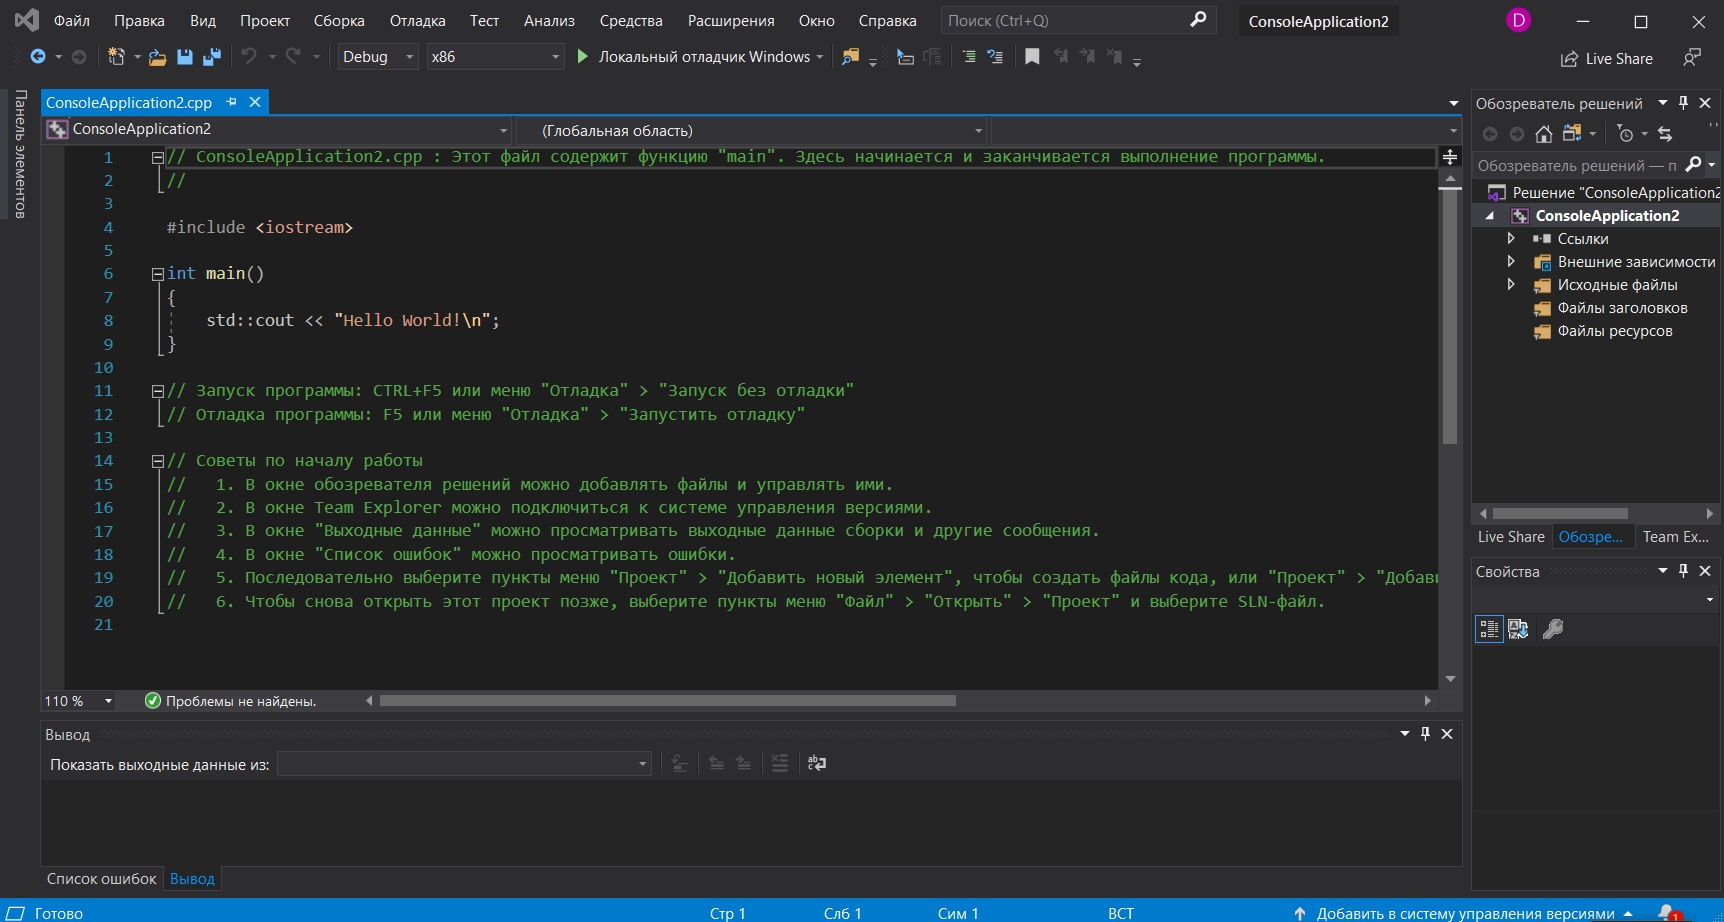 Файл Правка Вид Проект Сборка Отладка Тест Анализ Средства Расширения Окно Справка Поиск (Ctrl+Q) ConsoleApplication2 D
Debug x86 Локальный отладчик Windows Live Share
Панель элементов
ConsoleApplication2.cpp
ConsoleApplication2 (Глобальная область)
1 // ConsoleApplication2.cpp : Этот файл содержит функцию "main". Здесь начинается и заканчивается выполнение программы.
2 //
3
4 #include <iostream>
5
6 int main()
7 {
8 std::cout << "Hello World!\n";
9 }
10
11 // Запуск программы: CTRL+F5 или меню "Отладка" > "Запуск без отладки"
12 // Отладка программы: F5 или меню "Отладка" > "Запустить отладку"
13
14 // Советы по началу работы
15 // 1. В окне обозревателя решений можно добавлять файлы и управлять ими.
16 // 2. В окне Team Explorer можно подключиться к системе управления версиями.
17 // 3. В окне "Выходные данные" можно просматривать выходные данные сборки и другие сообщения.
18 // 4. В окне "Список ошибок" можно просматривать ошибки.
19 // 5. Последовательно выберите пункты меню "Проект" > "Добавить новый элемент", чтобы создать файлы кода, или "Проект" > "Добави
20 // 6. Чтобы снова открыть этот проект позже, выберите пункты меню "Файл" > "Открыть" > "Проект" и выберите SLN-файл.
21
110 % Проблемы не найдены.
Вывод
Показать выходные данные из:
Список ошибок Вывод
Обозреватель решений
Обозреватель решений — п
Решение "ConsoleApplication2
ConsoleApplication2
Ссылки
Внешние зависимости
Исходные файлы
Файлы заголовков
Файлы ресурсов
Live Share Обозре... Team Ex...
Свойства
Готово Стр 1 Слб 1 Сим 1 ВСТ Добавить в систему управления версиями 1